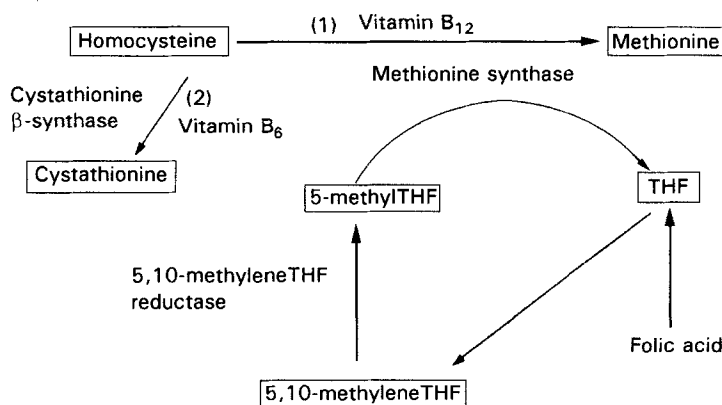 (1) Vitamin B12
Homocysteine
Methionine
Methionine synthase
Cystathionine
β-synthase
(2)
Vitamin B6
Cystathionine
5-methylTHF
THF
5,10-methyleneTHF
reductase
Folic acid
5,10-methyleneTHF